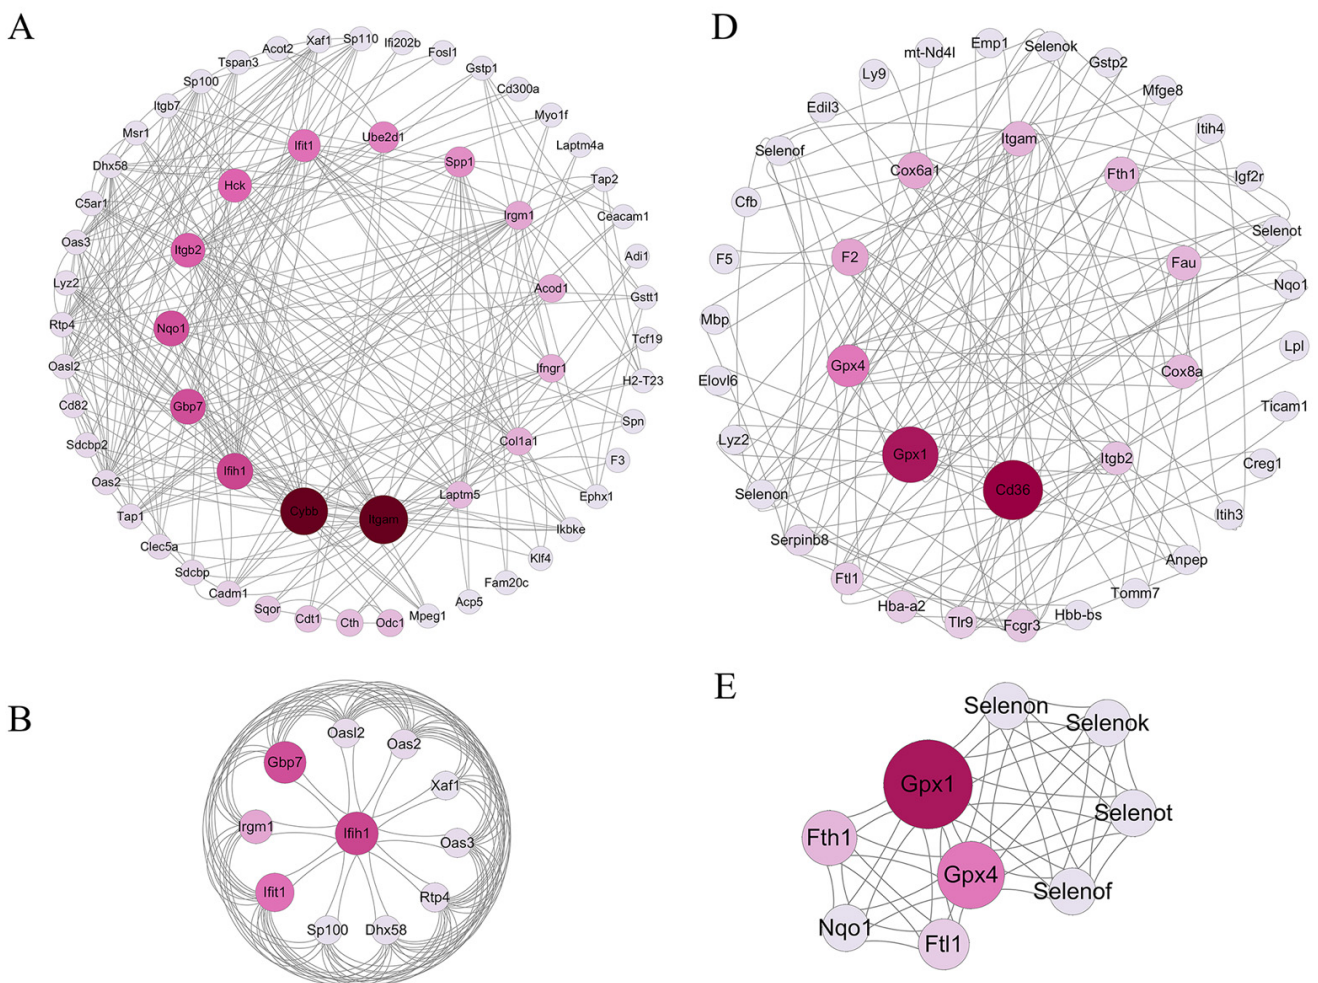 A
Xaf1
Sp110
Ifi202b
Acot2
Fosl1
Tspan3
Gstp1
Sp100
Cd300a
Itgb7
Myo1f
Msr1
Ifit1
Ube2d1
Laptm4a
Dhx58
Spp1
Tap2
Hck
C5ar1
Irgm1
Ceacam1
Oas3
Itgb2
Adi1
Lyz2
Acod1
Gstt1
Rtp4
Nqo1
Tcf19
Oasl2
Ifngr1
H2-T23
Cd82
Gbp7
Spn
Sdcbp2
Col1a1
F3
Oas2
Ifih1
Laptm5
Ephx1
Tap1
Cybb
Itgam
Ikbke
Clec5a
Klf4
Sdcbp
Fam20c
Cadm1
Acp5
Sqor
Cdt1
Cth
Odc1
Mpeg1
D
mt-Nd4l
Emp1
Selenok
Gstp2
Ly9
Mfge8
Edil3
Itih4
Selenof
Itgam
Cox6a1
Fth1
Igf2r
Cfb
Selenot
F5
F2
Fau
Nqo1
Mbp
Lpl
Elovl6
Gpx4
Cox8a
Ticam1
Lyz2
Gpx1
Itgb2
Creg1
Selenon
Cd36
Itih3
Serpinb8
Anpep
Ftl1
Tomm7
Hba-a2
Tlr9
Fcgr3
Hbb-bs
B
Oasl2
Oas2
Gbp7
Xaf1
Irgm1
Ifih1
Oas3
Ifit1
Rtp4
Sp100
Dhx58
E
Selenon
Selenok
Gpx1
Selenot
Fth1
Gpx4
Selenof
Nqo1
Ftl1